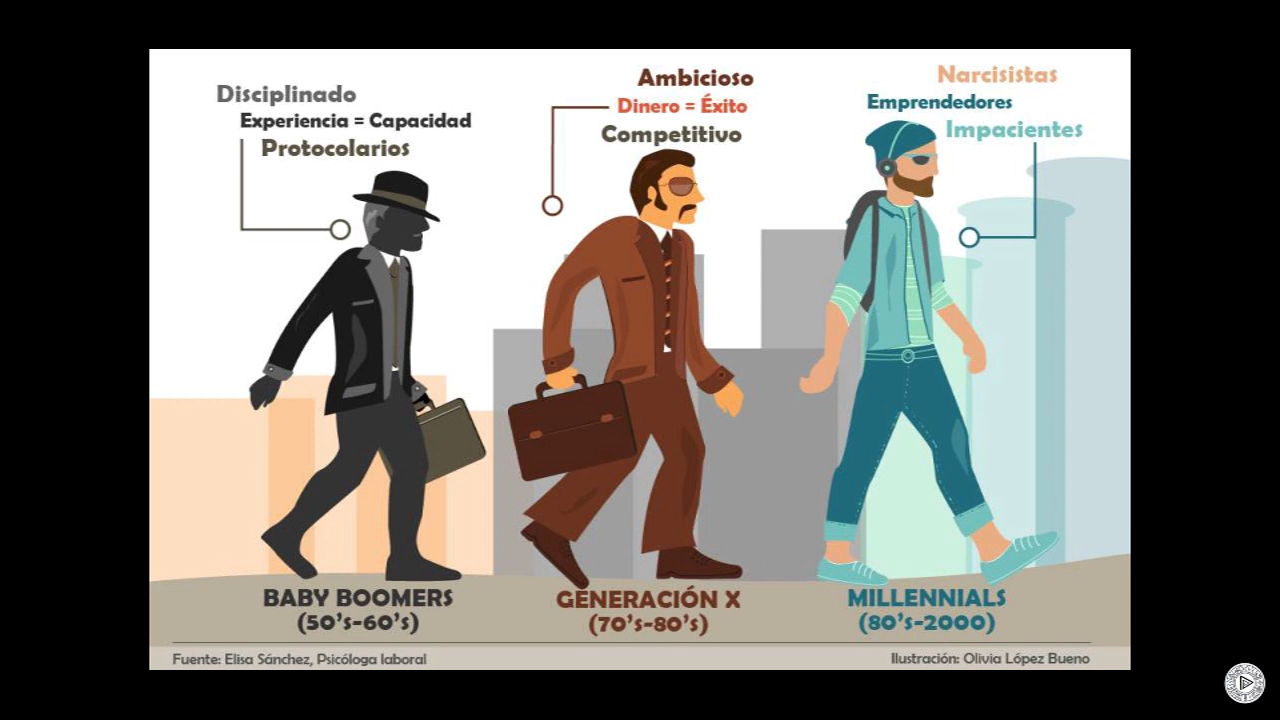 Disciplinado
Experiencia = Capacidad
Protocolarios
Ambicioso
Dinero = Éxito
Competitivo
Narcisistas
Emprendedores
Impacientes
BABY BOOMERS
(50's-60's)
GENERACIÓN X
(70's-80's)
MILLENNIALS
(80's-2000)
Fuente: Elisa Sánchez, Psicóloga laboral
Ilustración: Olivia López Bueno